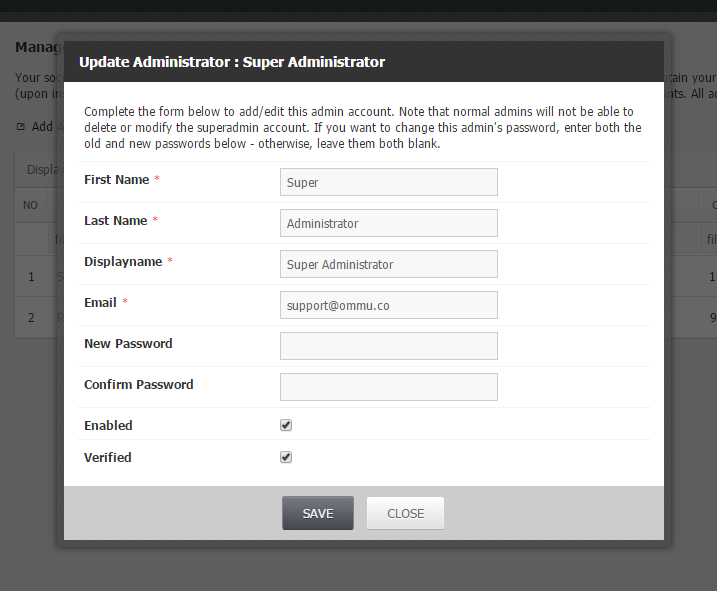 Manag
Update Administrator : Super Administrator
Your so
tain your
(upon in
nts. All a
Complete the form below to add/edit this admin account. Note that normal admins will not be able to
delete or modify the superadmin account. If you want to change this admin's password, enter both the
old and new passwords below - otherwise, leave them both blank.
Add
Display
First Name *
Super
NO
Last Name *
Administrator
Displayname *
Super Administrator
1
Email *
support@ommu.co
2
9
New Password
Confirm Password
Enabled
Verified
SAVE
CLOSE